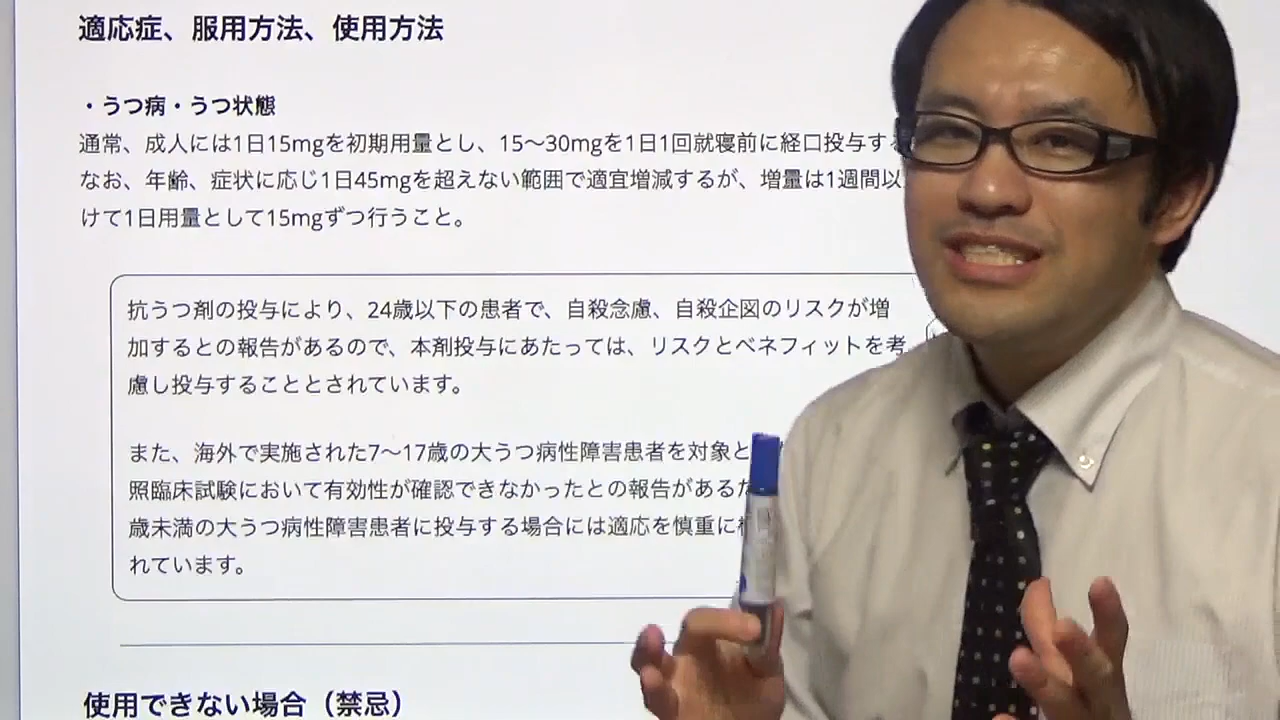 適応症、服用方法、使用方法
・うつ病・うつ状態
通常、成人には1日15mgを初期用量とし、15〜30mgを1日1回就寝前に経口投与する
なお、年齢、症状に応じ1日45mgを超えない範囲で適宜増減するが、増量は1週間以
けて1日用量として15mgずつ行うこと。
抗うつ剤の投与により、24歳以下の患者で、自殺念慮、自殺企図のリスクが増
加するとの報告があるので、本剤投与にあたっては、リスクとベネフィットを考
慮し投与することとされています。
また、海外で実施された7〜17歳の大うつ病性障害患者を対象と
照臨床試験において有効性が確認できなかったとの報告がある
歳未満の大うつ病性障害患者に投与する場合には適応を慎重に
れています。
使用できない場合（禁忌）